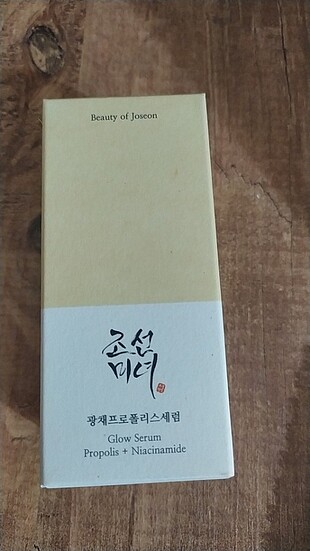 Beauty of Joseon
조선
미녀
광채프로폴리스세럼
Glow Serum
Propolis + Niacinamide